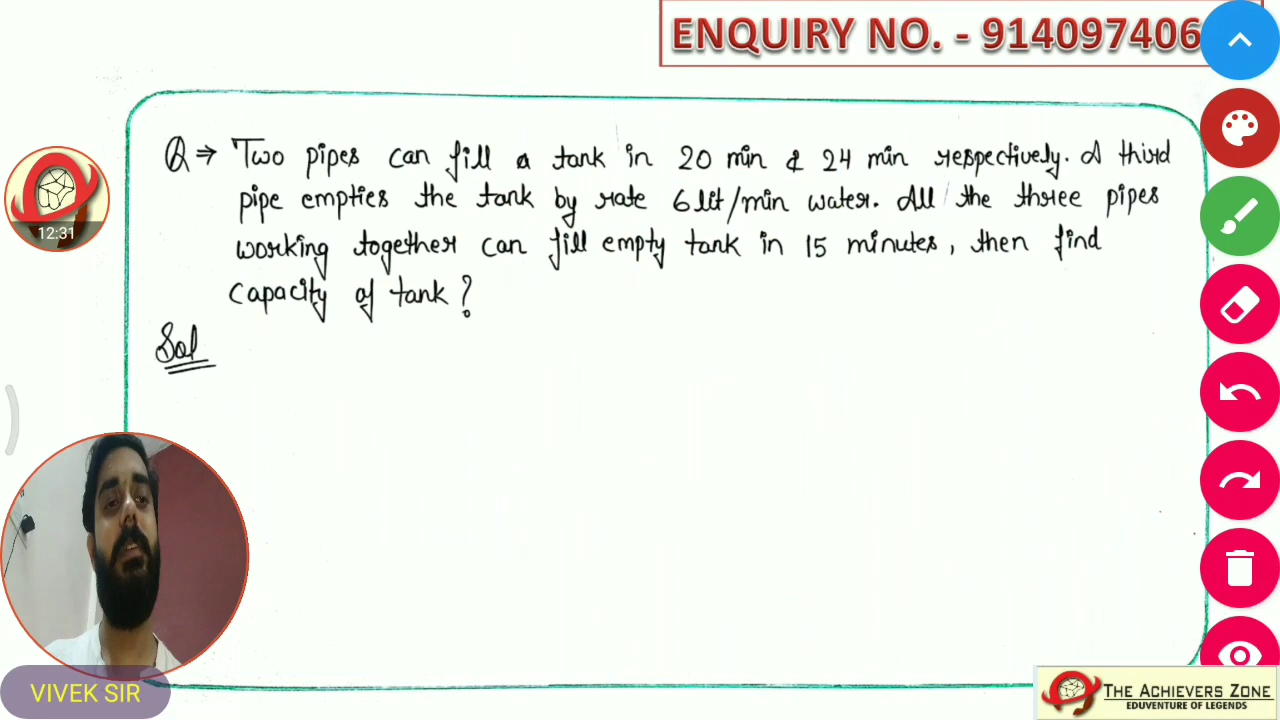 ENQUIRY NO. - 914097406
Q ⇒ Two pipes can fill a tank in 20 min & 24 min respectively. A third
pipe empties the tank by rate 6 lit/min water. All the three pipes
working together can fill empty tank in 15 minutes, then find
capacity of tank?
Sol
12:31
VIVEK SIR
THE ACHIEVERS ZONE
EDUVENTURE OF LEGENDS